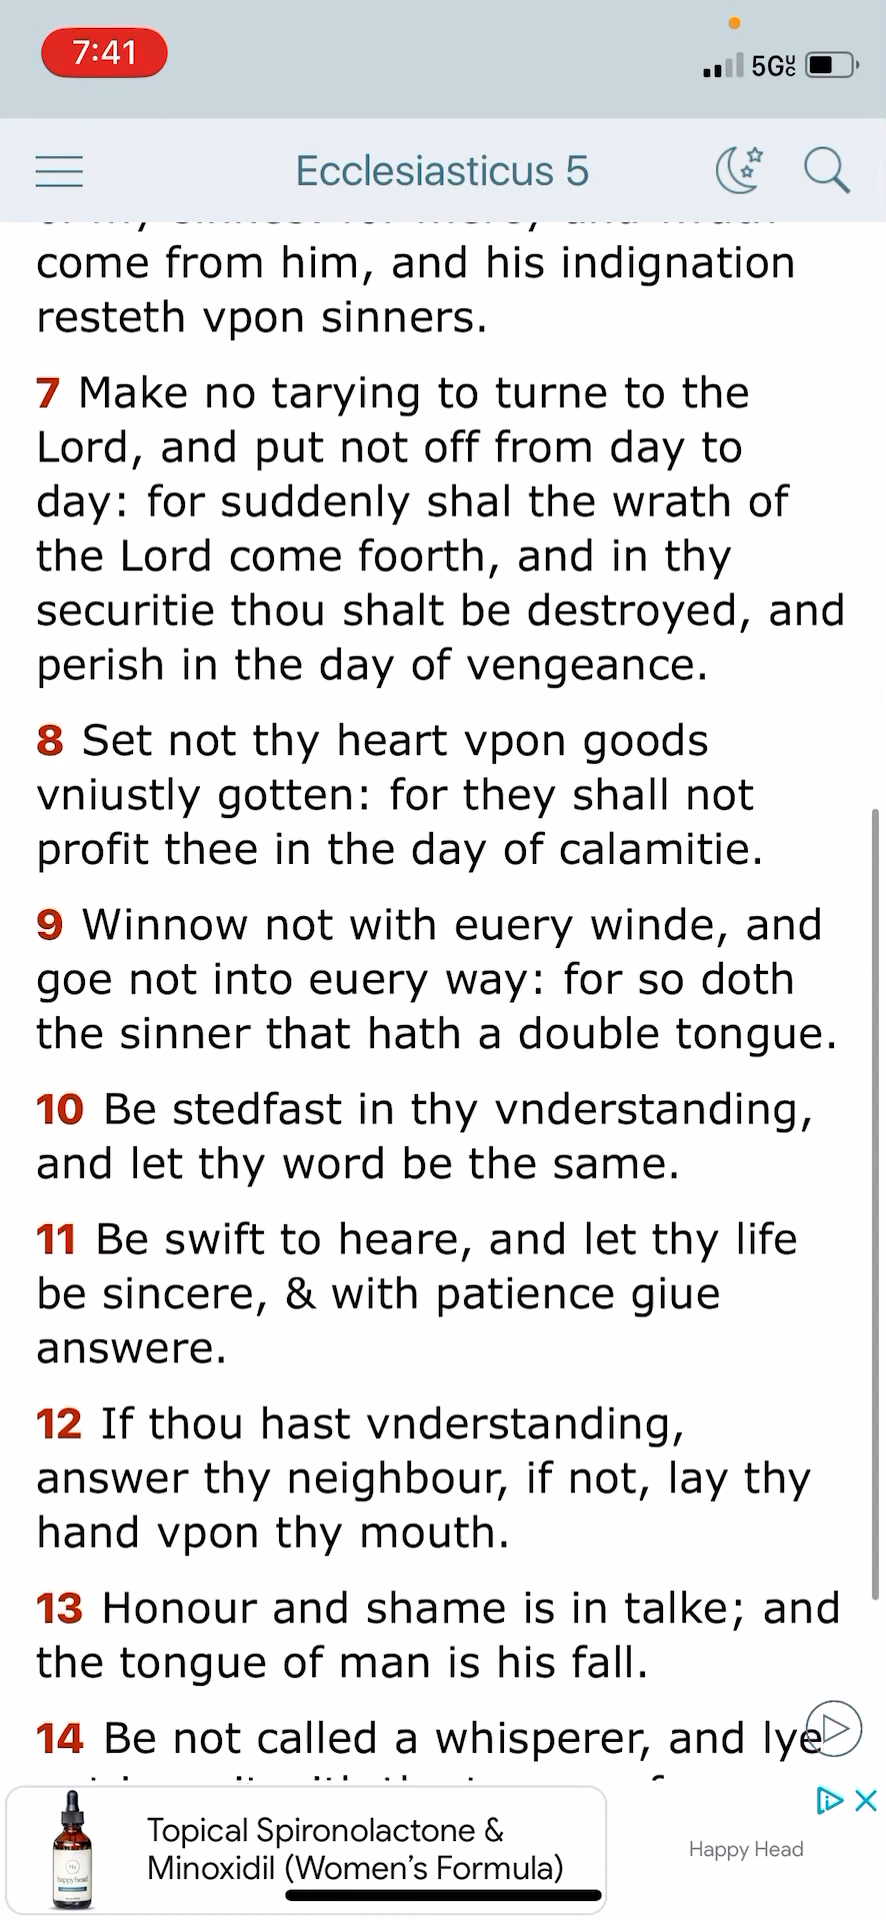 7:41
5G UC
Ecclesiasticus 5
come from him, and his indignation
resteth vpon sinners.
7 Make no tarying to turne to the
Lord, and put not off from day to
day: for suddenly shal the wrath of
the Lord come foorth, and in thy
securitie thou shalt be destroyed, and
perish in the day of vengeance.
8 Set not thy heart vpon goods
vniustly gotten: for they shall not
profit thee in the day of calamitie.
9 Winnow not with euery winde, and
goe not into euery way: for so doth
the sinner that hath a double tongue.
10 Be stedfast in thy vnderstanding,
and let thy word be the same.
11 Be swift to heare, and let thy life
be sincere, & with patience giue
answere.
12 If thou hast vnderstanding,
answer thy neighbour, if not, lay thy
hand vpon thy mouth.
13 Honour and shame is in talke; and
the tongue of man is his fall.
14 Be not called a whisperer, and lye
happy head
Topical Spironolactone &
Minoxidil (Women’s Formula)
Happy Head